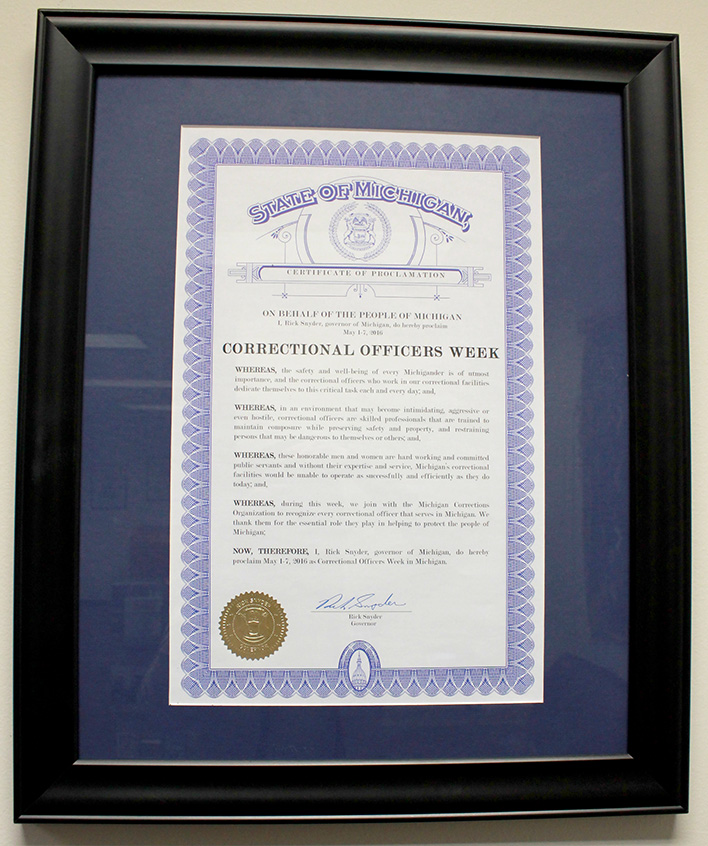 STATE OF MICHIGAN,
CERTIFICATE OF PROCLAMATION
ON BEHALF OF THE PEOPLE OF MICHIGAN
I, Rick Snyder, governor of Michigan, do hereby proclaim
May 1-7, 2016
CORRECTIONAL OFFICERS WEEK
WHEREAS, the safety and well-being of every Michigander is of utmost
importance, and the correctional officers who work in our correctional facilities
dedicate themselves to this critical task each and every day; and,
WHEREAS, in an environment that may become intimidating, aggressive or
even hostile, correctional officers are skilled professionals that are trained to
maintain composure while preserving safety and property, and restraining
persons that may be dangerous to themselves or others; and,
WHEREAS, these honorable men and women are hard working and committed
public servants and without their expertise and service, Michigan's correctional
facilities would be unable to operate as successfully and efficiently as they do
today; and,
WHEREAS, during this week, we join with the Michigan Corrections
Organization to recognize every correctional officer that serves in Michigan. We
thank them for the essential role they play in helping to protect the people of
Michigan;
NOW, THEREFORE, I, Rick Snyder, governor of Michigan, do hereby
proclaim May 1-7, 2016 as Correctional Officers Week in Michigan.
Rick Snyder
Rick Snyder
Governor